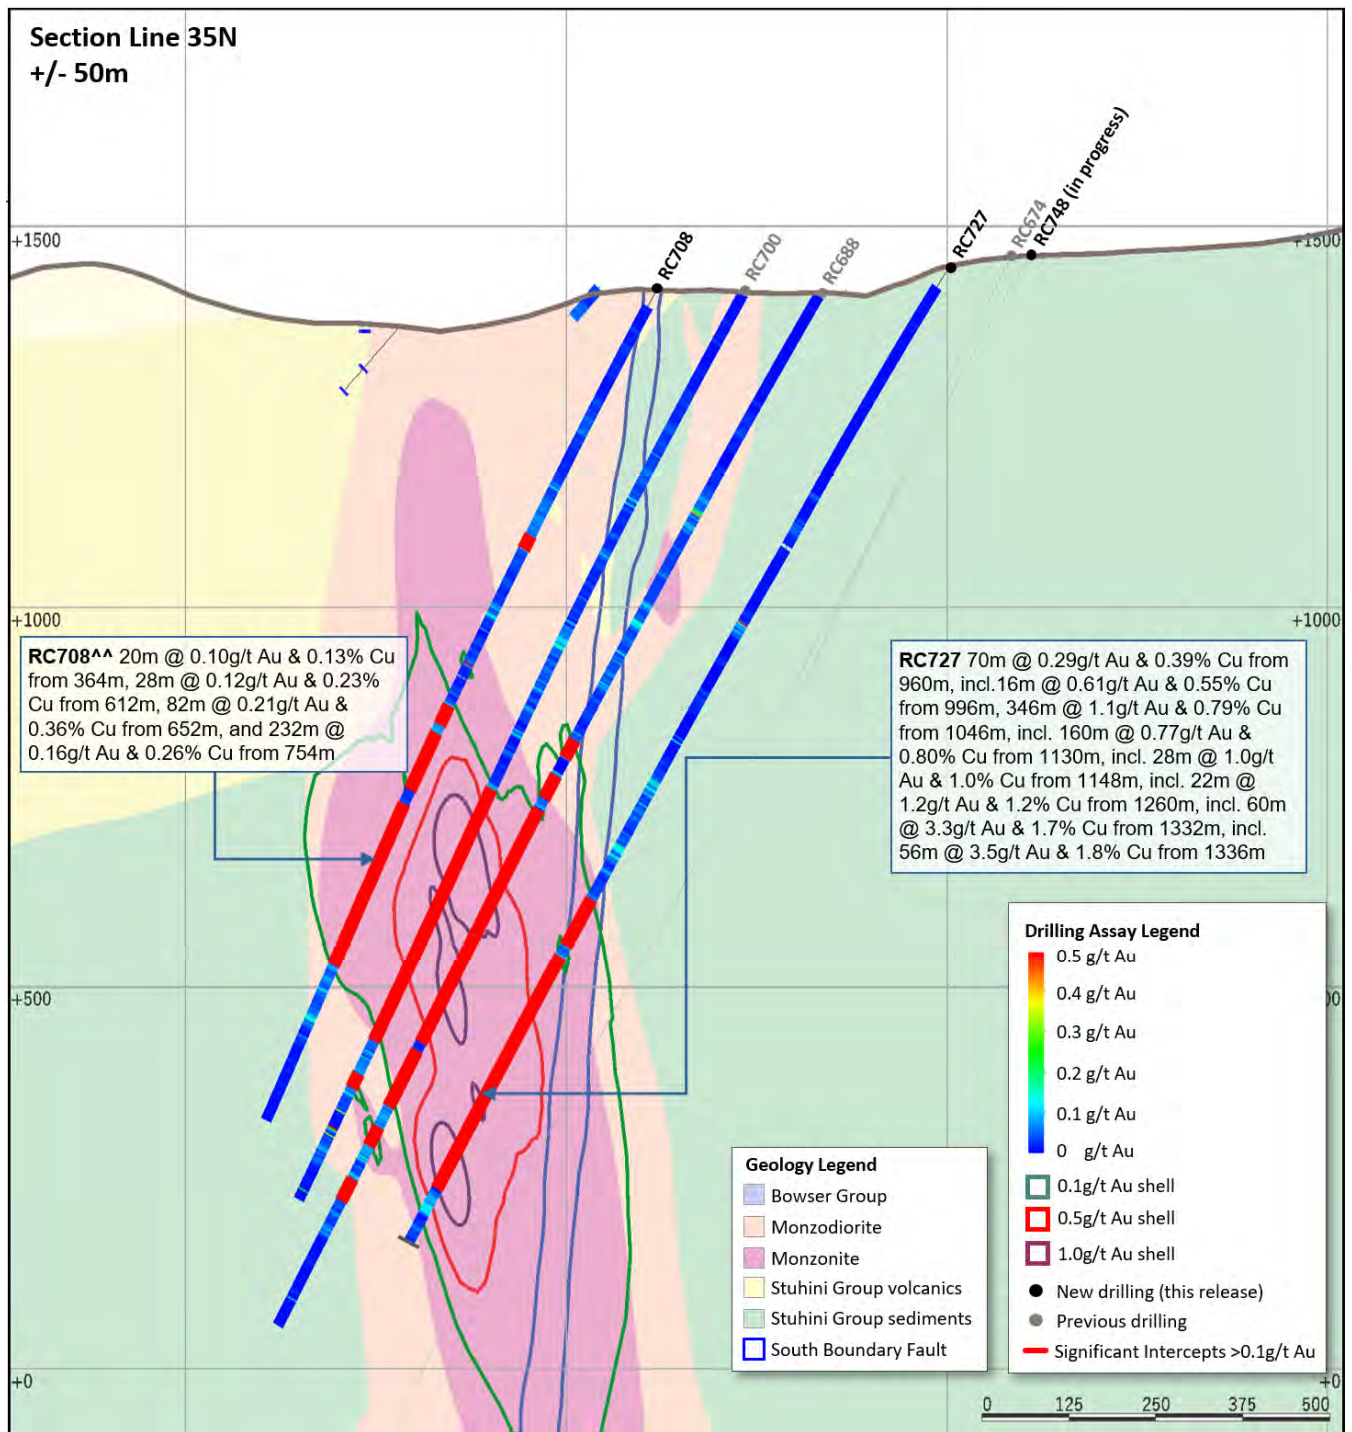 Section Line 35N
+/- 50m
RC708
RC700
RC688
RC727
RC674
RC748 (in progress)
+1500
+1500
+1000
+1000
+500
+0
+0
RC708^^ 20m @ 0.10g/t Au & 0.13% Cu
from 364m, 28m @ 0.12g/t Au & 0.23%
Cu from 612m, 82m @ 0.21g/t Au &
0.36% Cu from 652m, and 232m @
0.16g/t Au & 0.26% Cu from 754m
RC727 70m @ 0.29g/t Au & 0.39% Cu from
960m, incl.16m @ 0.61g/t Au & 0.55% Cu
from 996m, 346m @ 1.1g/t Au & 0.79% Cu
from 1046m, incl. 160m @ 0.77g/t Au &
0.80% Cu from 1130m, incl. 28m @ 1.0g/t
Au & 1.0% Cu from 1148m, incl. 22m @
1.2g/t Au & 1.2% Cu from 1260m, incl. 60m
@ 3.3g/t Au & 1.7% Cu from 1332m, incl.
56m @ 3.5g/t Au & 1.8% Cu from 1336m
Drilling Assay Legend
0.5 g/t Au
0.4 g/t Au
0.3 g/t Au
0.2 g/t Au
0.1 g/t Au
0 g/t Au
0.1g/t Au shell
0.5g/t Au shell
1.0g/t Au shell
New drilling (this release)
Previous drilling
Significant Intercepts >0.1g/t Au
Geology Legend
Bowser Group
Monzodiorite
Monzonite
Stuhini Group volcanics
Stuhini Group sediments
South Boundary Fault
0 125 250 375 500